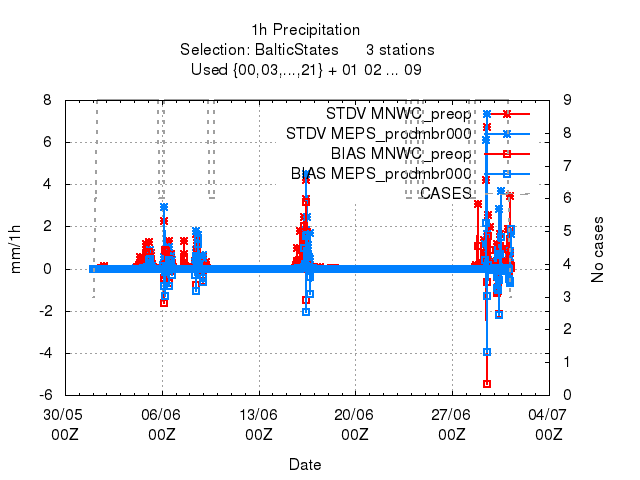 1h Precipitation
Selection: BalticStates 3 stations
Used {00,03,...,21} + 01 02 ... 09
STDV MNWC_preop
STDV MEPS_prodmbr000
BIAS MNWC_preop
BIAS MEPS_prodmbr000
CASES
8
6
4
2
0
-2
-4
-6
mm/1h
9
8
7
6
5
4
3
2
1
0
No cases
30/05 06/06 13/06 20/06 27/06 04/07
00Z 00Z 00Z 00Z 00Z 00Z
Date